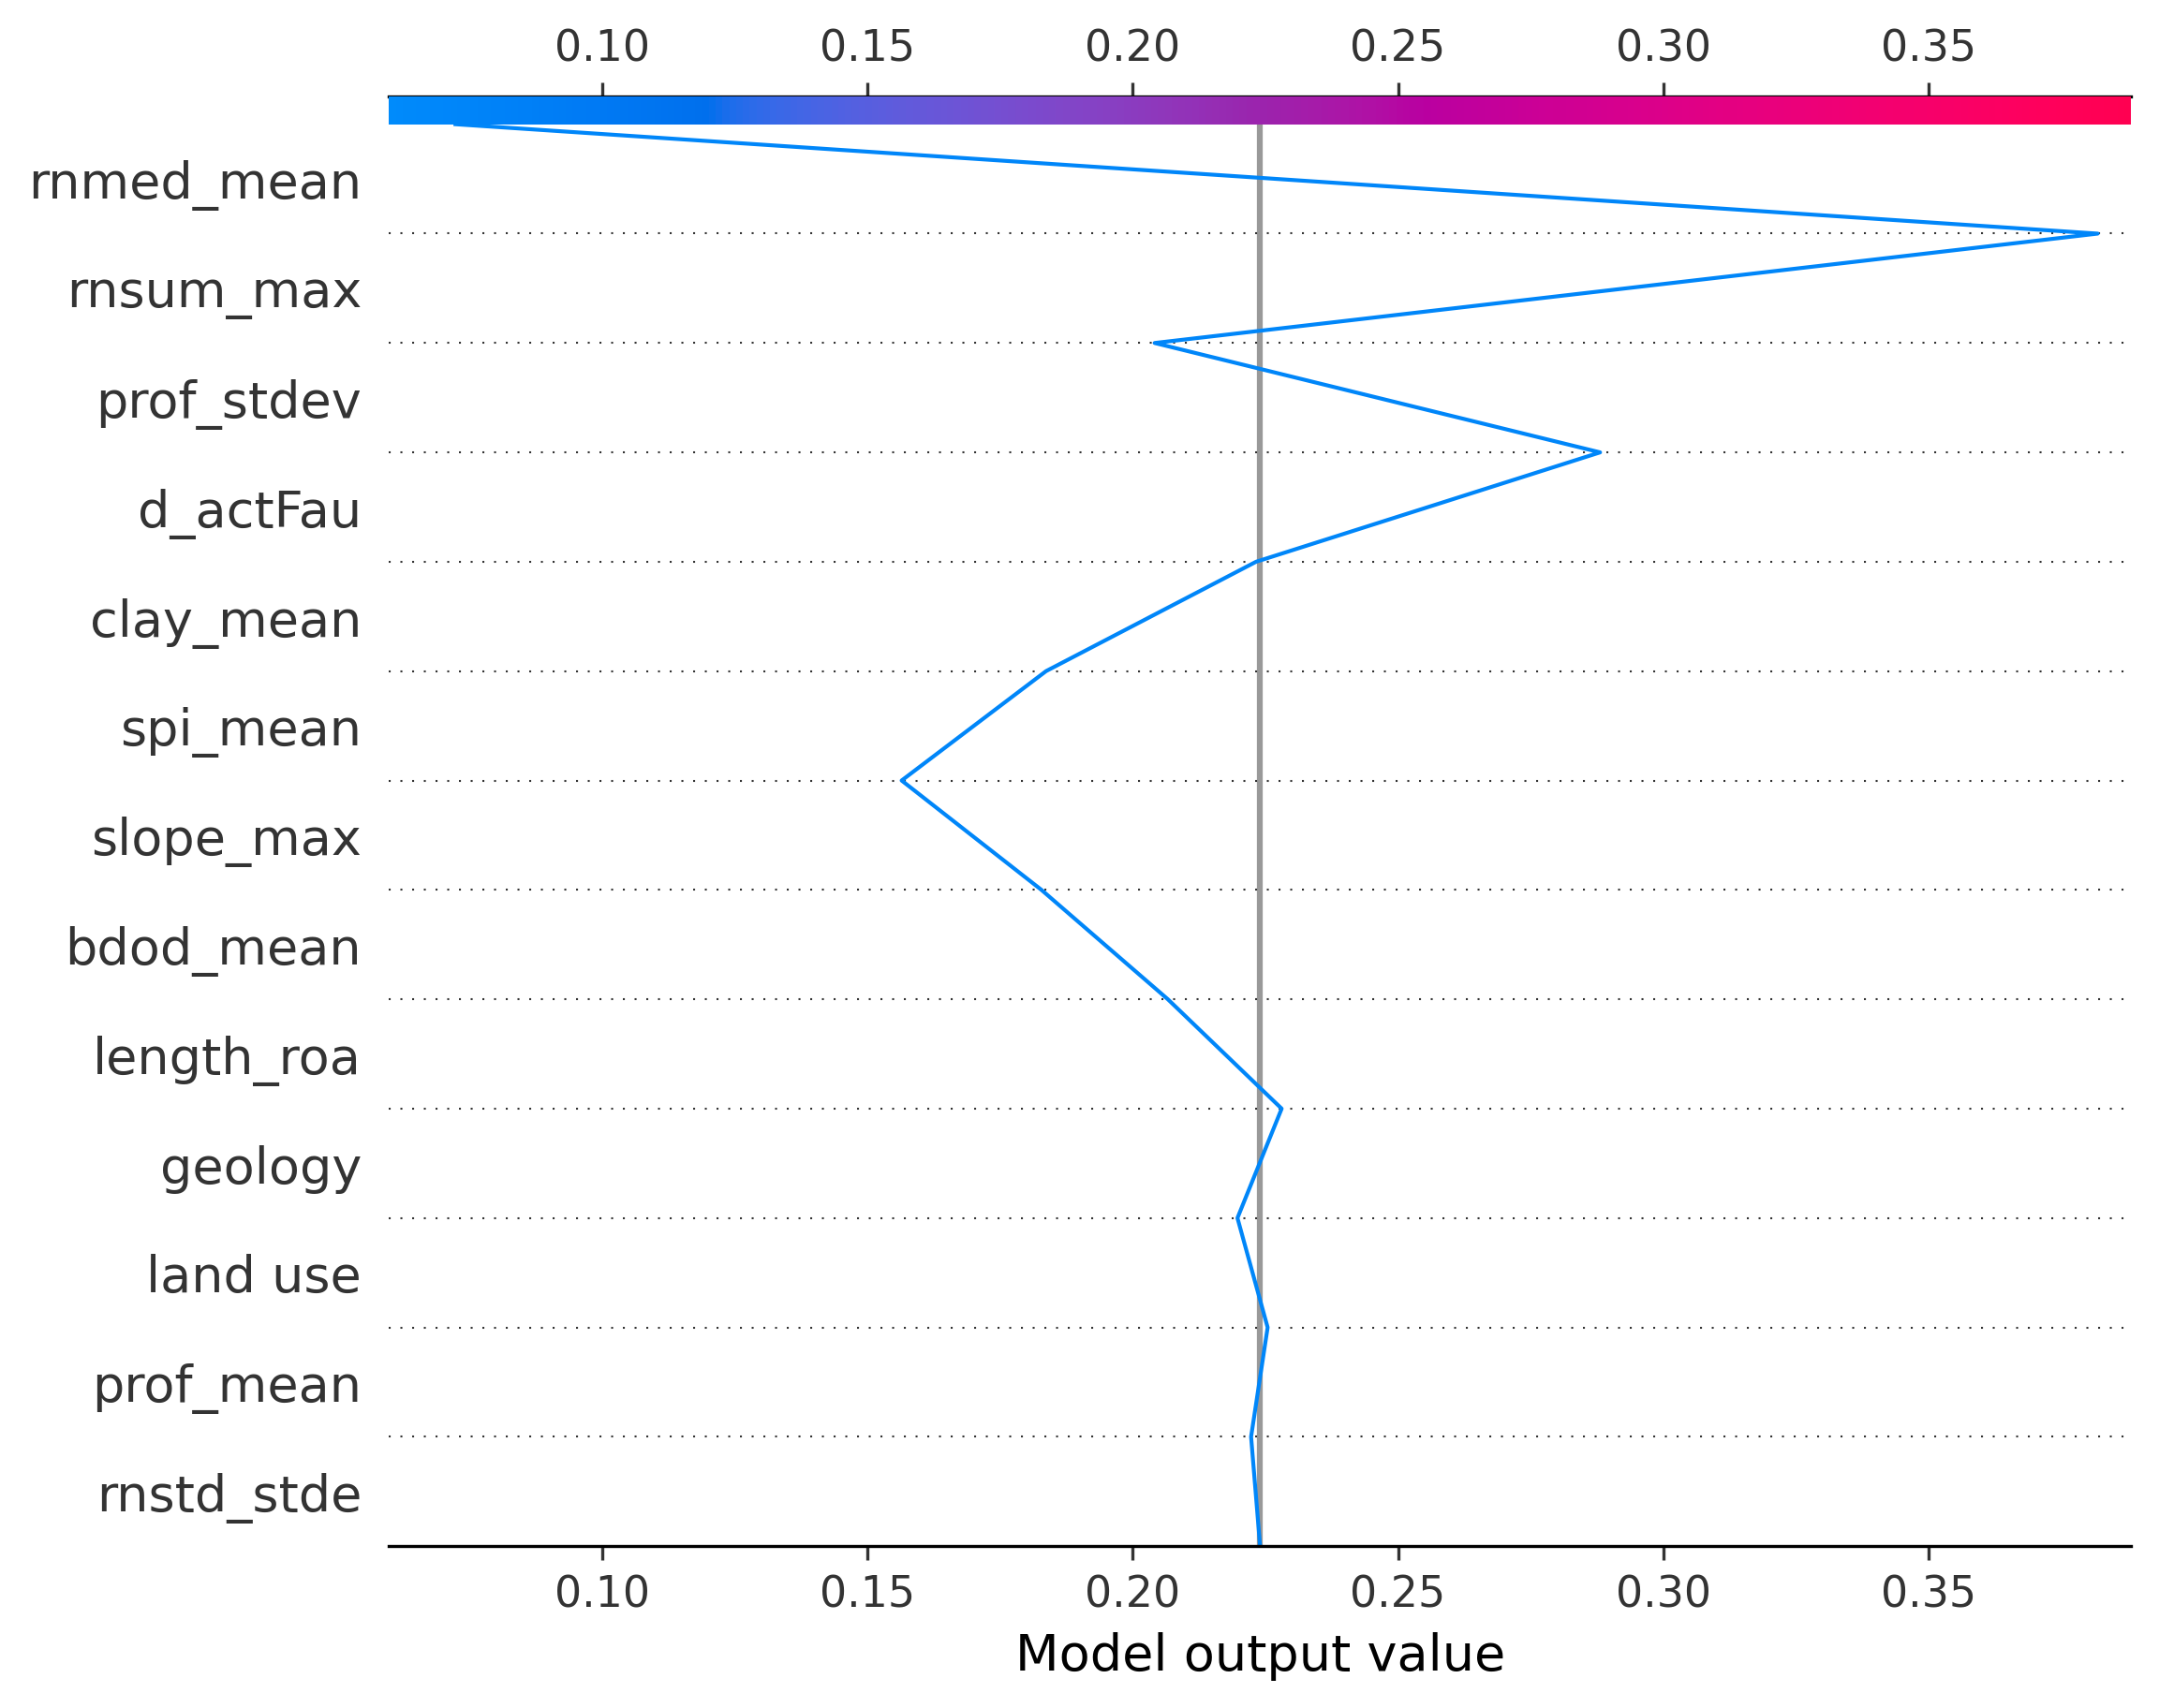 0.10 0.15 0.20 0.25 0.30 0.35
rnmed_mean
rnsum_max
prof_stdev
d_actFau
clay_mean
spi_mean
slope_max
bdod_mean
length_roa
geology
land use
prof_mean
rnstd_stde
0.10 0.15 0.20 0.25 0.30 0.35
Model output value